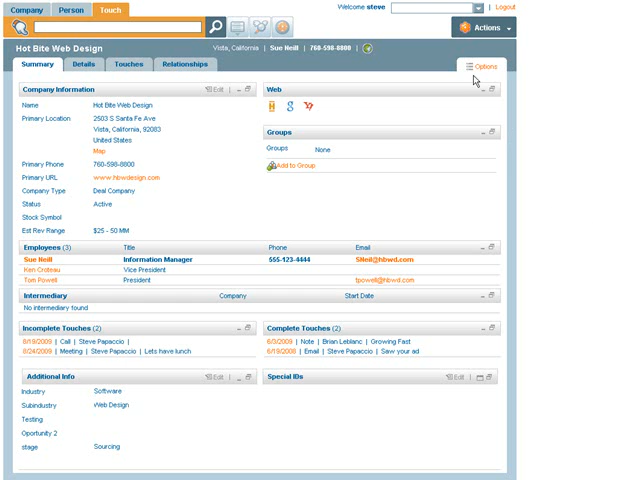 Company Person Touch Welcome steve | Logout
Actions
Hot Bite Web Design Vista, California | Sue Neill | 760-598-8800 |
Summary Details Touches Relationships Options
Company Information Edit | Web
Name Hot Bite Web Design
Primary Location 2503 S Santa Fe Ave
Vista, California, 92083
United States
Map
Primary Phone 760-598-8800
Primary URL www.hbwdesign.com
Company Type Deal Company
Status Active
Stock Symbol
Est Rev Range $25 - 50 MM
Groups
Groups None
Add to Group
Employees (3) Title Phone Email
Sue Neill Information Manager 555-123-4444 SNeil@hbwd.com
Ken Croteau Vice President
Tom Powell President tpowell@hbwd.com
Intermediary Company Start Date
No intermediary found
Incomplete Touches (2)
8/19/2009 | Call | Steve Papaccio |
8/24/2009 | Meeting | Steve Papaccio | Lets have lunch
Complete Touches (2)
6/3/2009 | Note | Brian Leblanc | Growing Fast
6/19/2008 | Email | Steve Papaccio | Saw your ad
Additional Info Edit |
Industry Software
Subindustry Web Design
Testing
Oportunity 2
stage Sourcing
Special IDs Edit |